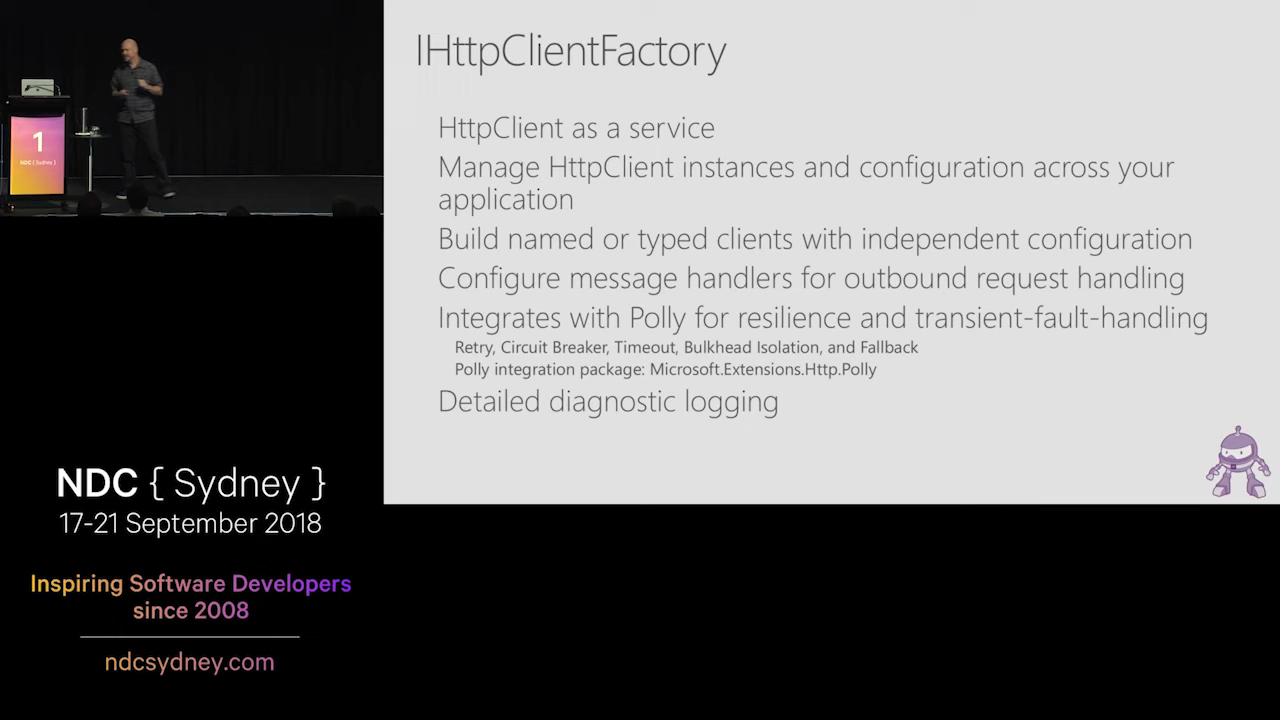 1
NDC { Sydney }
IHttpClientFactory
HttpClient as a service
Manage HttpClient instances and configuration across your
application
Build named or typed clients with independent configuration
Configure message handlers for outbound request handling
Integrates with Polly for resilience and transient-fault-handling
Retry, Circuit Breaker, Timeout, Bulkhead Isolation, and Fallback
Polly integration package: Microsoft.Extensions.Http.Polly
Detailed diagnostic logging
NDC { Sydney }
17-21 September 2018
Inspiring Software Developers
since 2008
ndcsydney.com